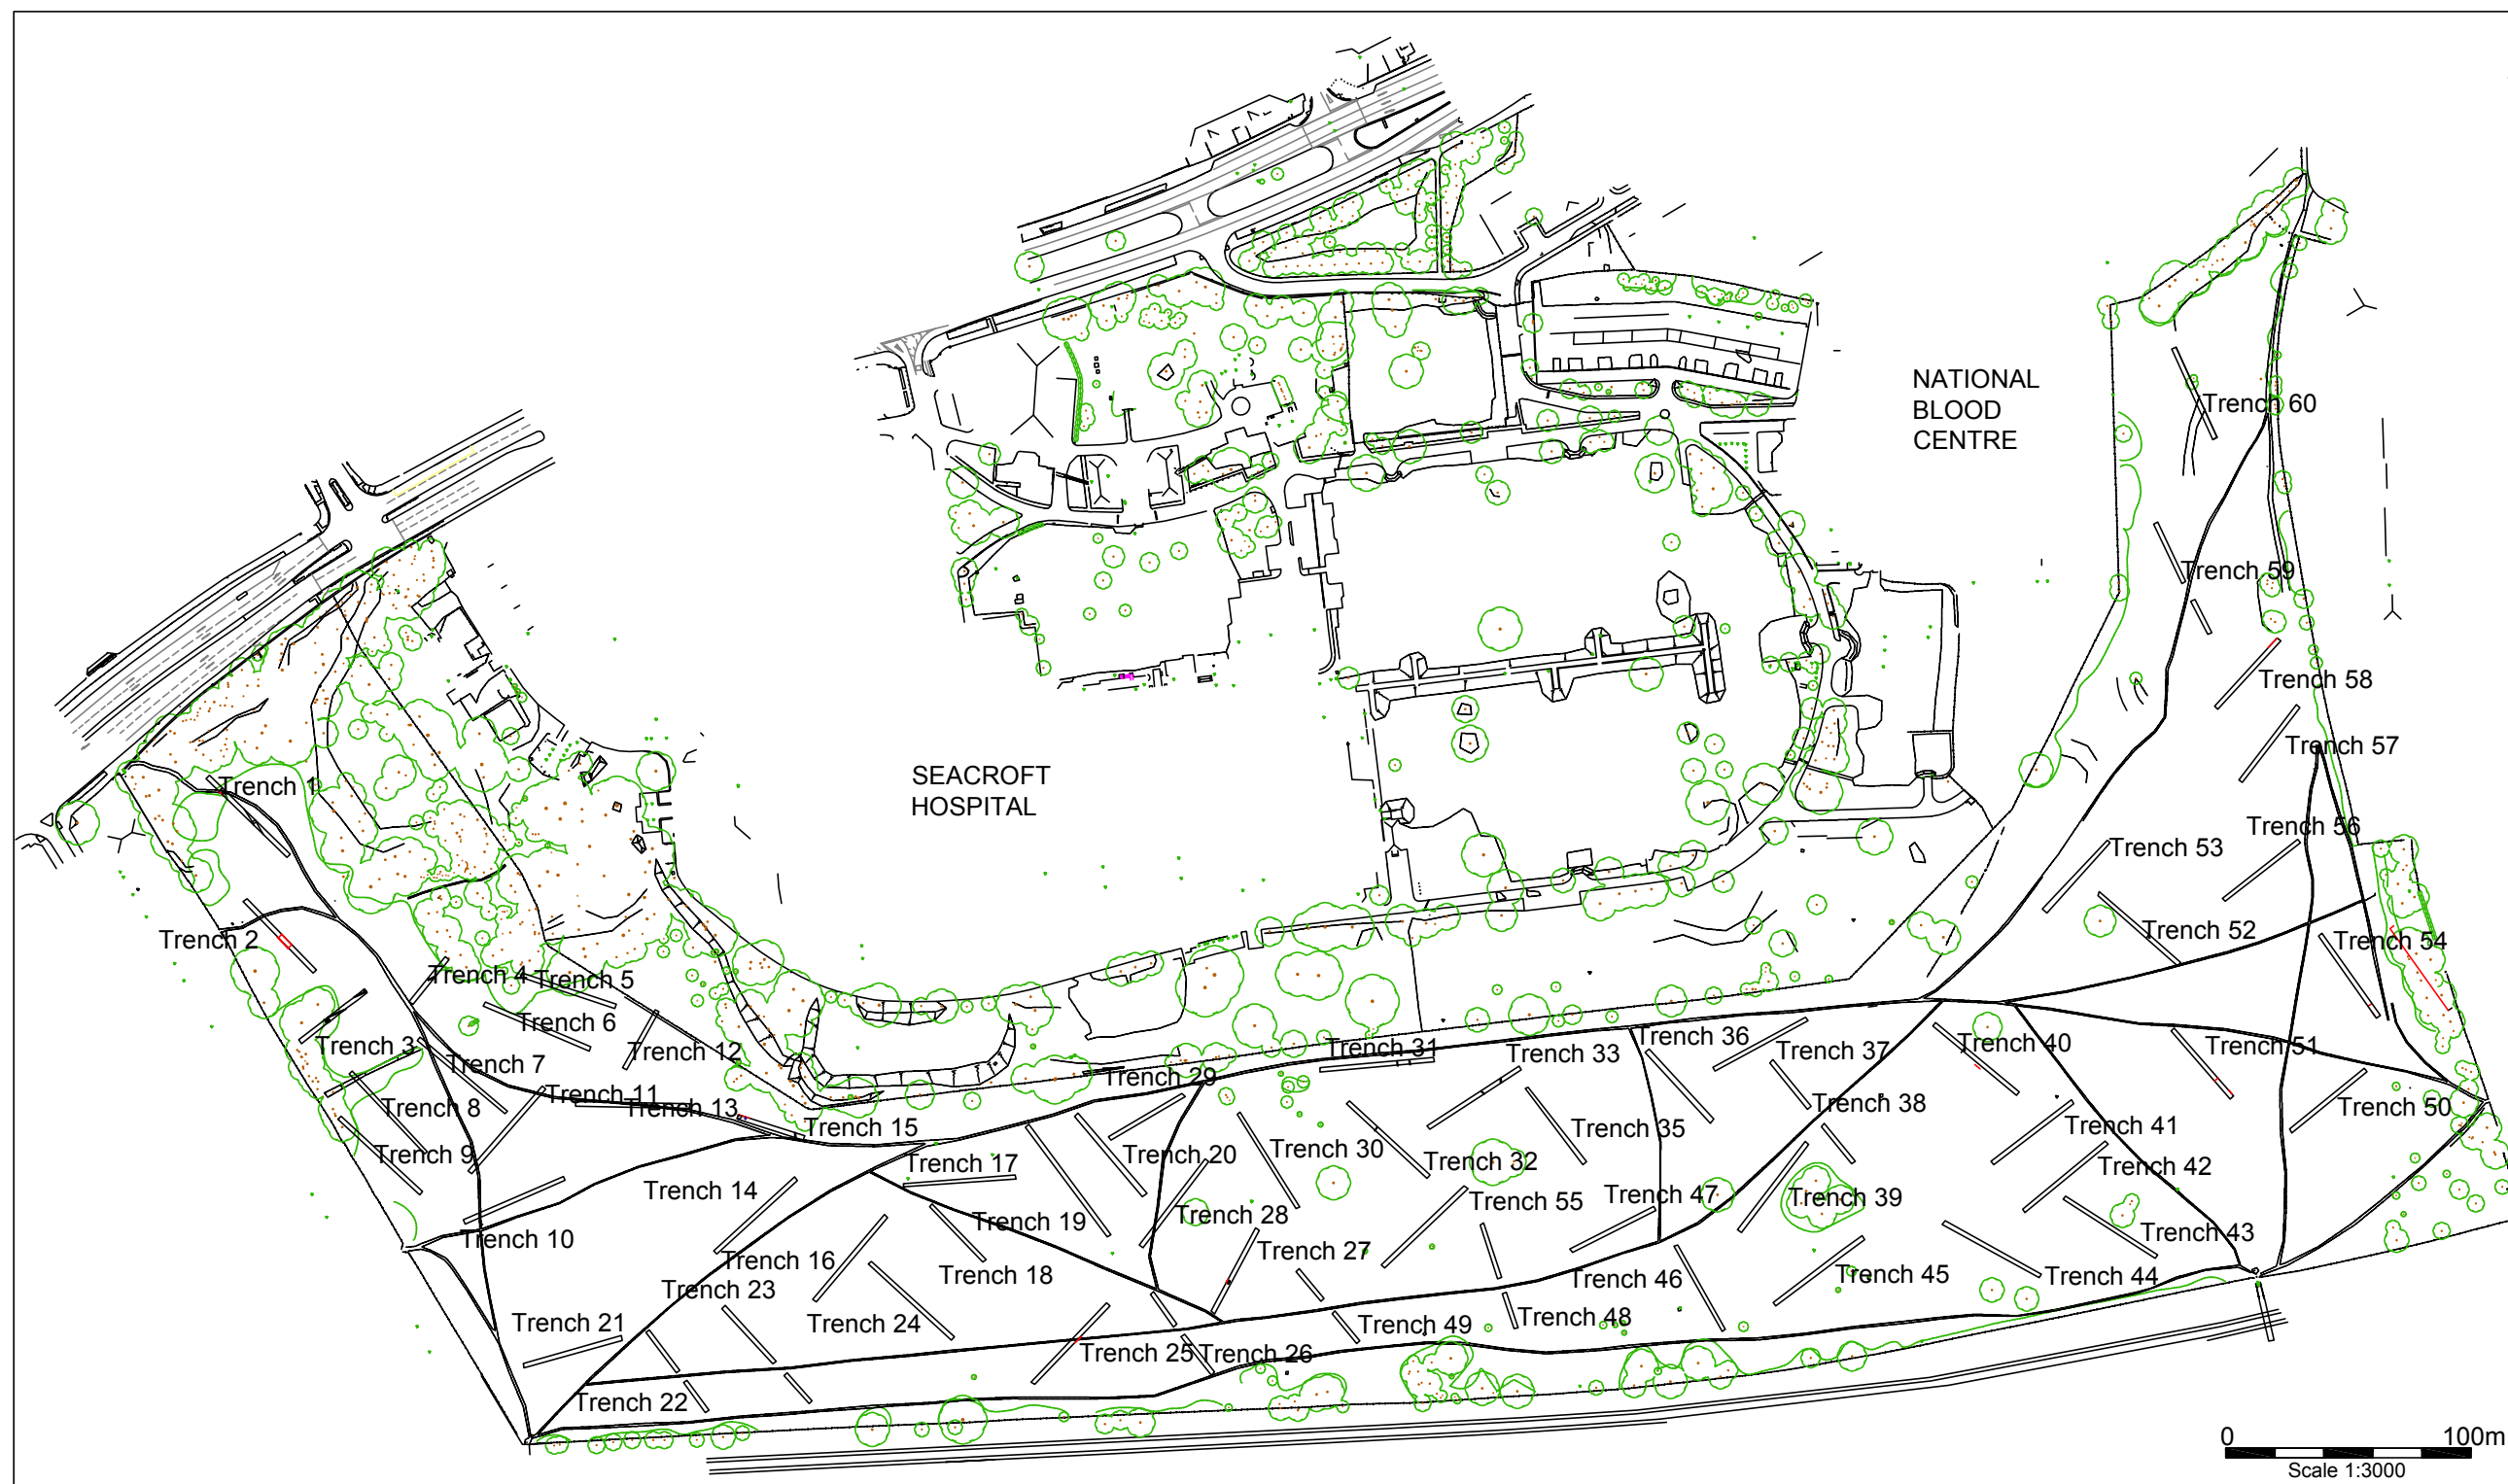 NATIONAL
BLOOD
CENTRE
Trench 60
Trench 59
Trench 58
Trench 57
SEACROFT
HOSPITAL
Trench 1
Trench 56
Trench 53
Trench 52
Trench 2
Trench 54
Trench 4
Trench 5
Trench 6
Trench 3
Trench 12
Trench 31
Trench 33
Trench 36
Trench 37
Trench 40
Trench 51
Trench 7
Trench 29
Trench 11
Trench 8
Trench 13
Trench 15
Trench 38
Trench 50
Trench 35
Trench 41
Trench 9
Trench 20
Trench 30
Trench 32
Trench 17
Trench 42
Trench 14
Trench 55
Trench 47
Trench 39
Trench 19
Trench 28
Trench 43
Trench 10
Trench 27
Trench 16
Trench 18
Trench 46
Trench 45
Trench 44
Trench 23
Trench 21
Trench 24
Trench 49
Trench 48
Trench 25
Trench 26
Trench 22
0 100m
Scale 1:3000